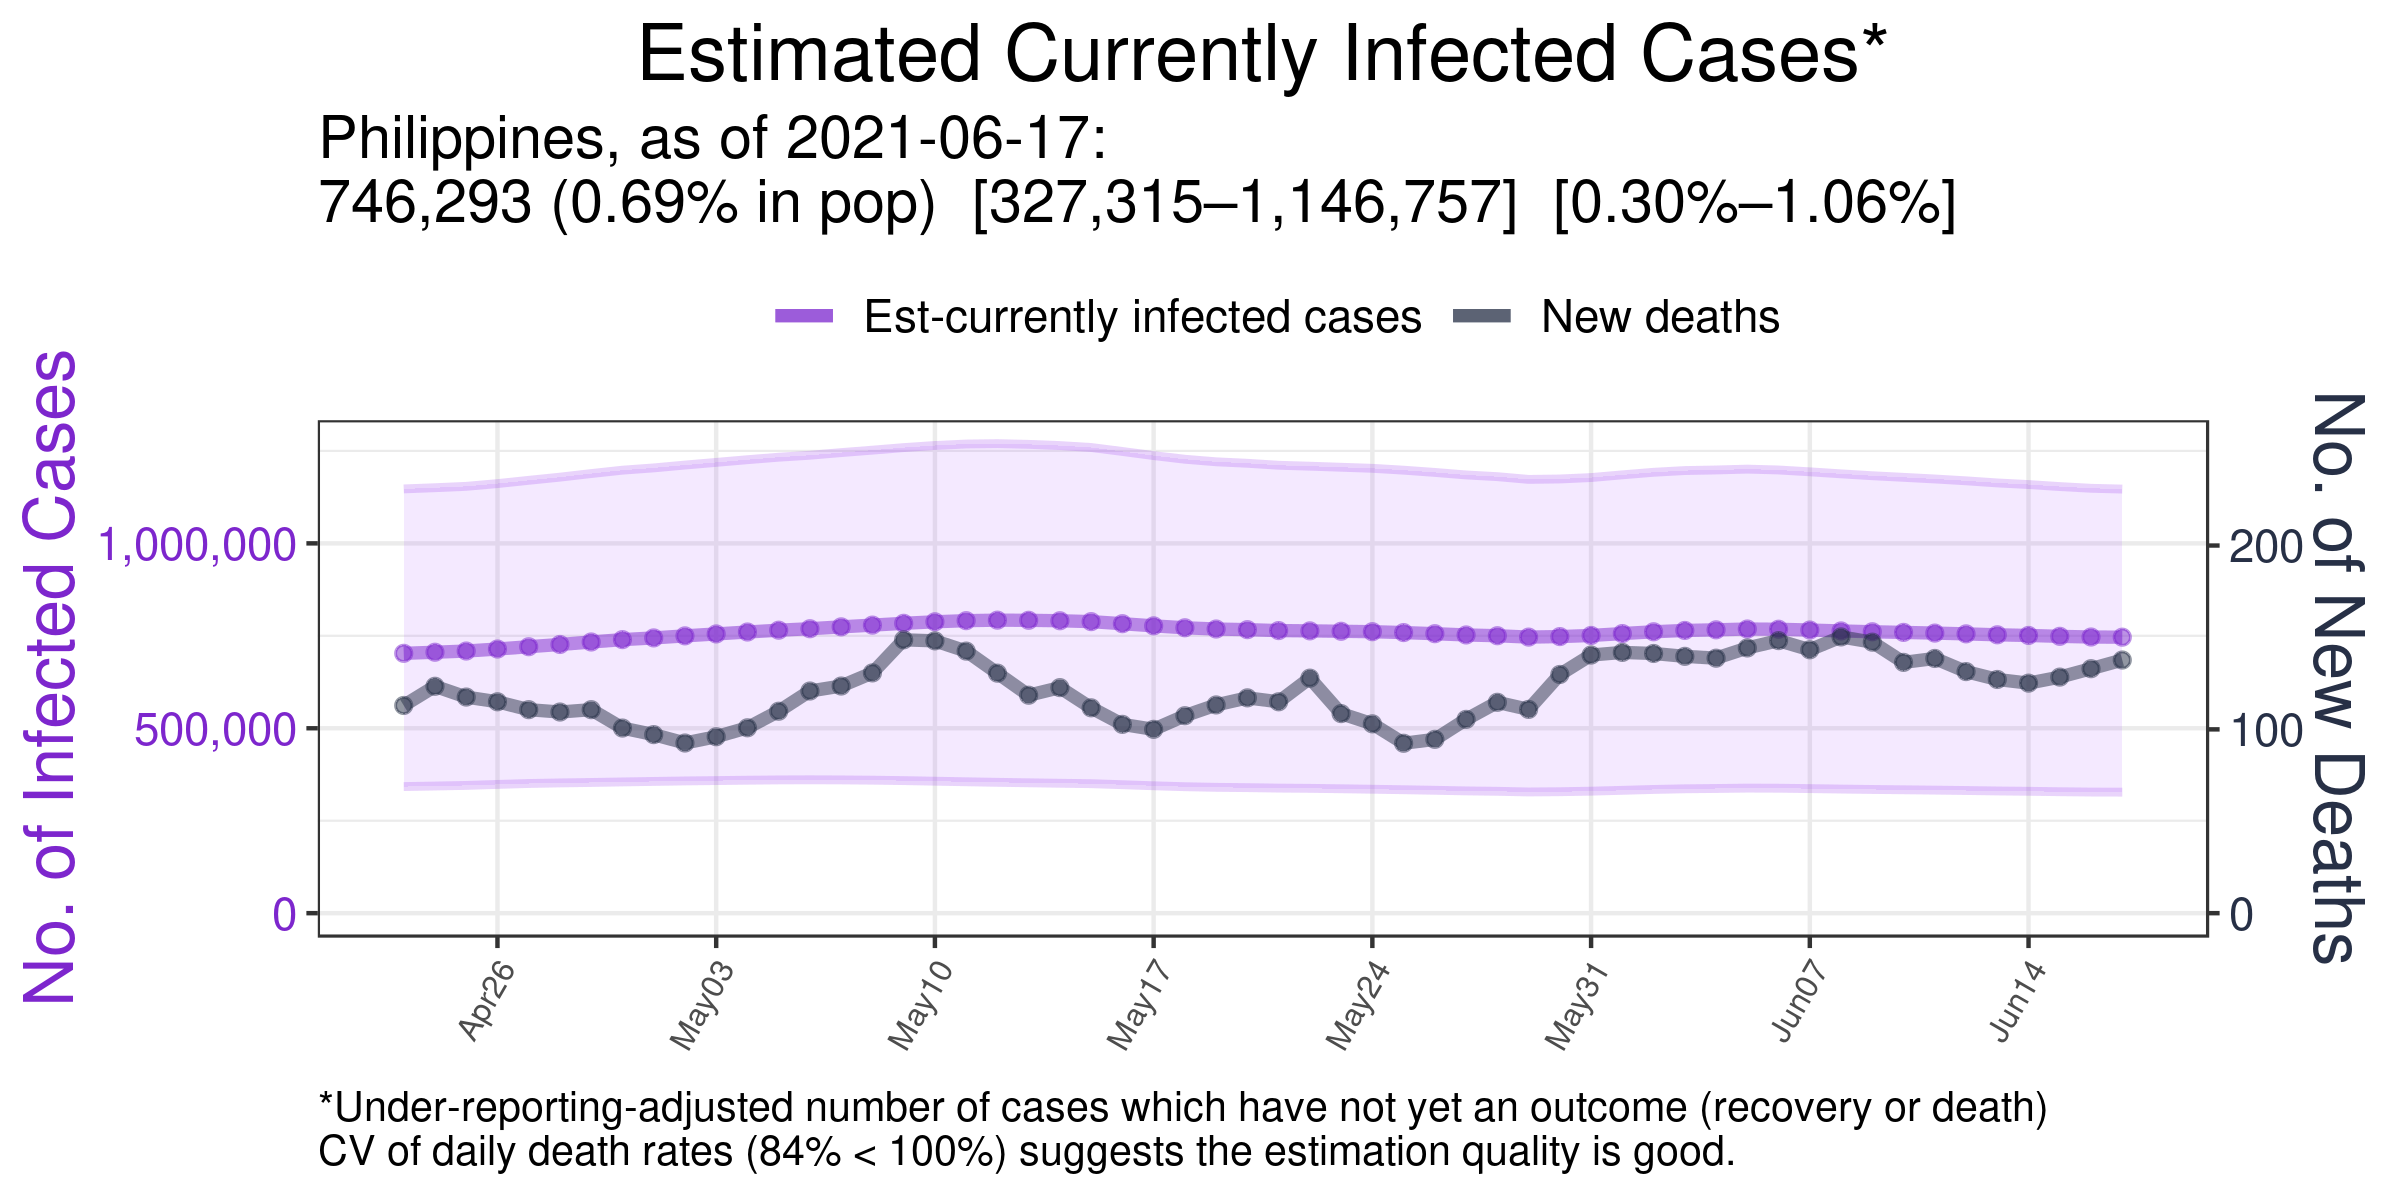 Estimated Currently Infected Cases*
Philippines, as of 2021-06-17:
746,293 (0.69% in pop)  [327,315–1,146,757]  [0.30%–1.06%]
Est-currently infected cases
New deaths
No. of Infected Cases
1,000,000
500,000
0
200
100
0
No. of New Deaths
Apr26
May03
May10
May17
May24
May31
Jun07
Jun14
*Under-reporting-adjusted number of cases which have not yet an outcome (recovery or death)
CV of daily death rates (84% < 100%) suggests the estimation quality is good.